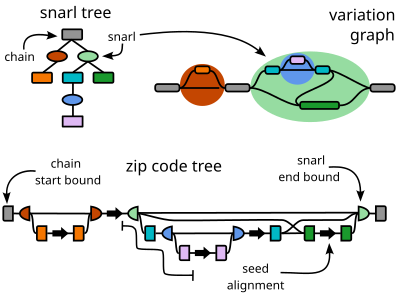 snarl tree
variation
graph
snarl
chain
zip code tree
chain
start bound
snarl
end bound
seed
alignment